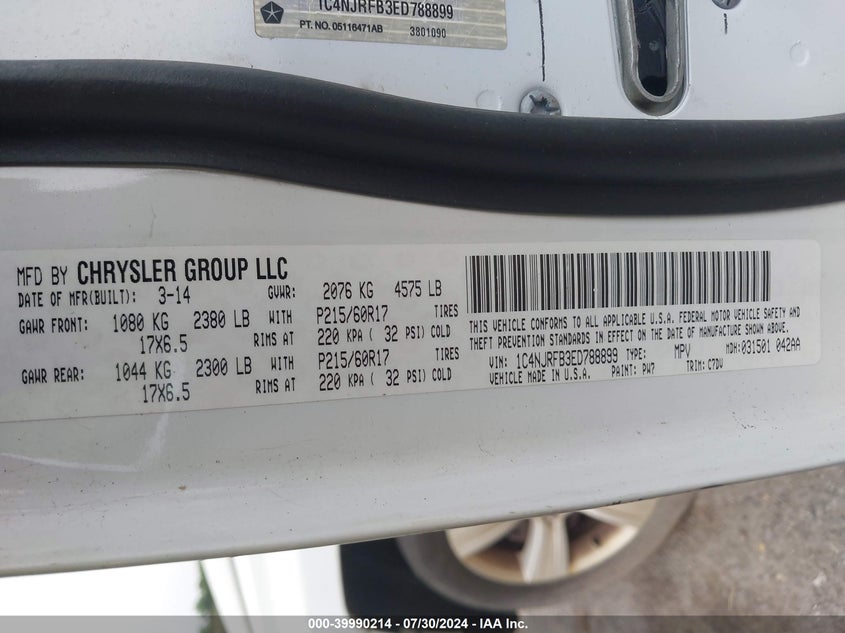 1C4NJRFB3ED788899
PT. NO. 05116471AB 3801090
MFD BY CHRYSLER GROUP LLC
DATE OF MFR(BUILT): 3-14 GVWR: 2076 KG 4575 LB
GAWR FRONT: 1080 KG 2380 LB WITH P215/60R17 TIRES
17X6.5 RIMS AT 220 KPA ( 32 PSI) COLD
GAWR REAR: 1044 KG 2300 LB WITH P215/60R17 TIRES
17X6.5 RIMS AT 220 KPA ( 32 PSI) COLD
THIS VEHICLE CONFORMS TO ALL APPLICABLE U.S.A. FEDERAL MOTOR VEHICLE SAFETY AND
THEFT PREVENTION STANDARDS IN EFFECT ON THE DATE OF MANUFACTURE SHOWN ABOVE.
VIN: 1C4NJRFB3ED788899 TYPE: MPV MDH:031501 042AA
VEHICLE MADE IN U.S.A. PAINT: PW7 TRIM: C7DV
000-39990214 - 07/30/2024 - IAA Inc.